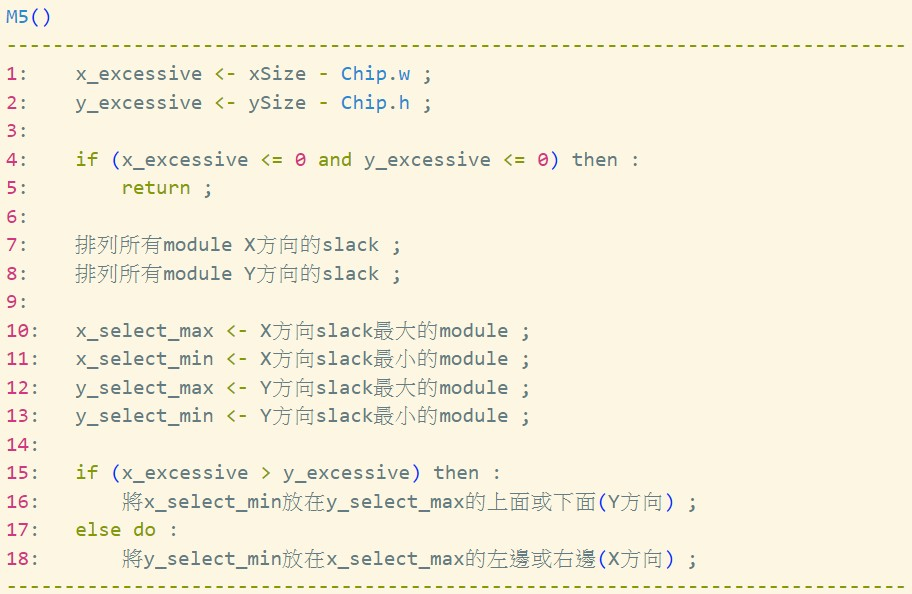 M5()
1: x_excessive <- xSize - Chip.w ;
2: y_excessive <- ySize - Chip.h ;
3:
4: if (x_excessive <= 0 and y_excessive <= 0) then :
5: return ;
6:
7: 排列所有module X方向的slack ;
8: 排列所有module Y方向的slack ;
9:
10: x_select_max <- X方向slack最大的module ;
11: x_select_min <- X方向slack最小的module ;
12: y_select_max <- Y方向slack最大的module ;
13: y_select_min <- Y方向slack最小的module ;
14:
15: if (x_excessive > y_excessive) then :
16: 將x_select_min放在y_select_max的上面或下面(Y方向) ;
17: else do :
18: 將y_select_min放在x_select_max的左邊或右邊(X方向) ;